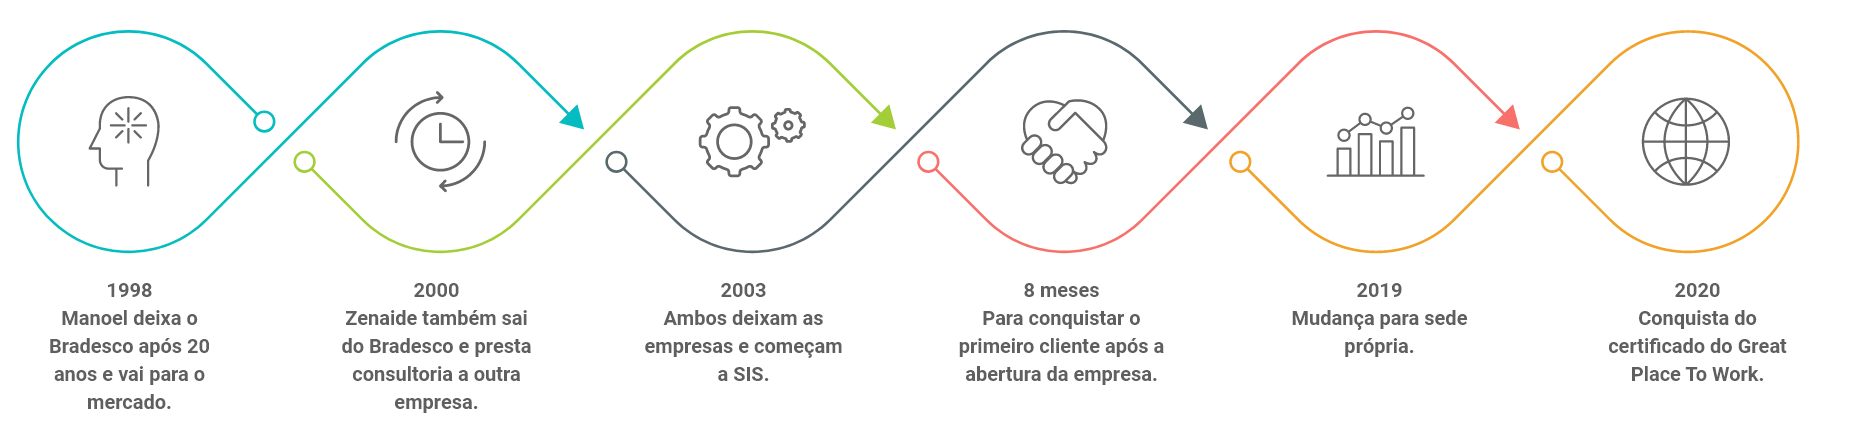 1998
Manoel deixa o
Bradesco após 20
anos e vai para o
mercado.
2000
Zenaide também sai
do Bradesco e presta
consultoria a outra
empresa.
2003
Ambos deixam as
empresas e começam
a SIS.
8 meses
Para conquistar o
primeiro cliente após a
abertura da empresa.
2019
Mudança para sede
própria.
2020
Conquista do
certificado do Great
Place To Work.